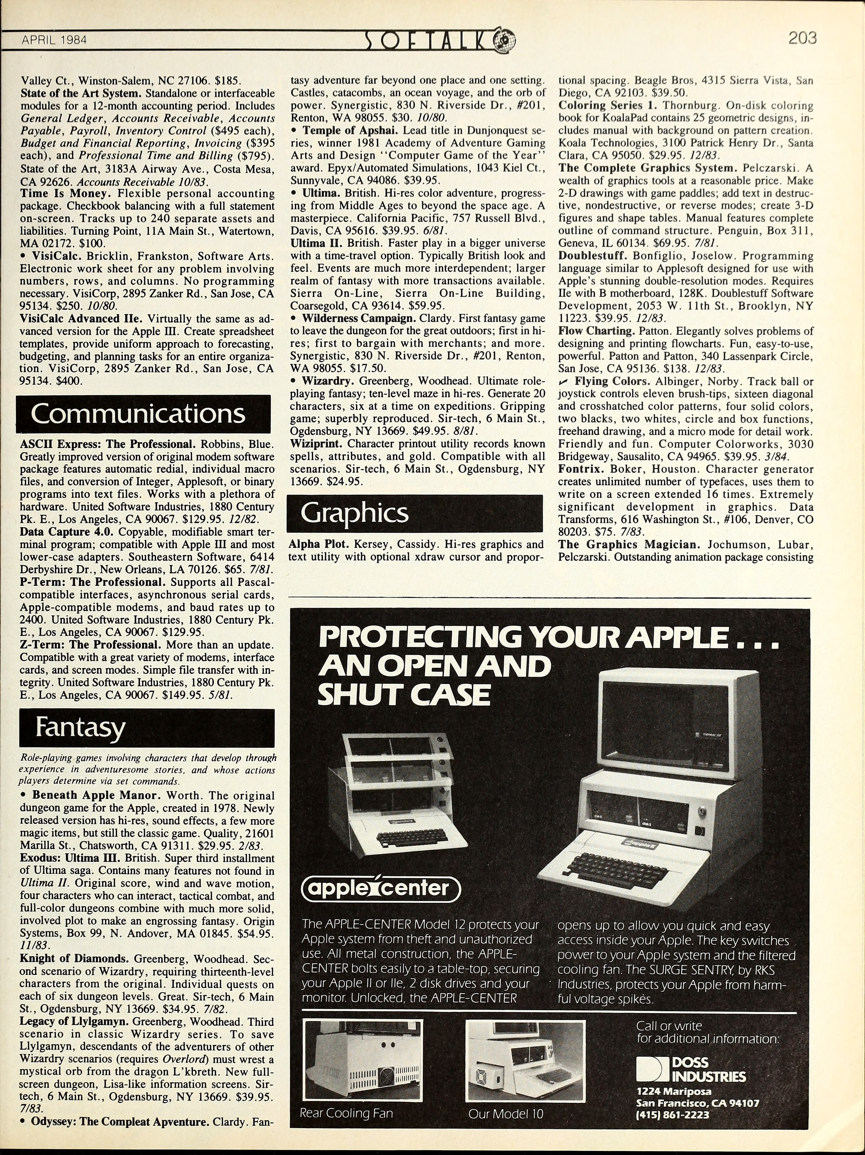 APRIL 1984
SOFTALK
203
Valley Ct., Winston-Salem, NC 27106. $185.
State of the Art System. Standalone or interfaceable
modules for a 12-month accounting period. Includes
General Ledger, Accounts Receivable, Accounts
Payable, Payroll, Inventory Control ($495 each),
Budget and Financial Reporting, Invoicing ($395
each), and Professional Time and Billing ($795).
State of the Art, 3183A Airway Ave., Costa Mesa,
CA 92626. Accounts Receivable 10/83.
Time Is Money. Flexible personal accounting
package. Checkbook balancing with a full statement
on-screen. Tracks up to 240 separate assets and
liabilities. Turning Point, 11A Main St., Watertown,
MA 02172. $100.
• VisiCalc. Bricklin, Frankston, Software Arts.
Electronic work sheet for any problem involving
numbers, rows, and columns. No programming
necessary. VisiCorp, 2895 Zanker Rd., San Jose, CA
95134. $250. 10/80.
VisiCalc Advanced IIe. Virtually the same as ad-
vanced version for the Apple III. Create spreadsheet
templates, provide uniform approach to forecasting,
budgeting, and planning tasks for an entire organiza-
tion. VisiCorp, 2895 Zanker Rd., San Jose, CA
95134. $400.
Communications
ASCII Express: The Professional. Robbins, Blue.
Greatly improved version of original modem software
package features automatic redial, individual macro
files, and conversion of Integer, Applesoft, or binary
programs into text files. Works with a plethora of
hardware. United Software Industries, 1880 Century
Pk. E., Los Angeles, CA 90067. $129.95. 12/82.
Data Capture 4.0. Copyable, modifiable smart ter-
minal program; compatible with Apple III and most
lower-case adapters. Southeastern Software, 6414
Derbyshire Dr., New Orleans, LA 70126. $65. 7/81.
P-Term: The Professional. Supports all Pascal-
compatible interfaces, asynchronous serial cards,
Apple-compatible modems, and baud rates up to
2400. United Software Industries, 1880 Century Pk.
E., Los Angeles, CA 90067. $129.95.
Z-Term: The Professional. More than an update.
Compatible with a great variety of modems, interface
cards, and screen modes. Simple file transfer with in-
tegrity. United Software Industries, 1880 Century Pk.
E., Los Angeles, CA 90067. $149.95. 5/81.
Fantasy
Role-playing games involving characters that develop through
experience in adventuresome stories, and whose actions
players determine via set commands.
• Beneath Apple Manor. Worth. The original
dungeon game for the Apple, created in 1978. Newly
released version has hi-res, sound effects, a few more
magic items, but still the classic game. Quality, 21601
Marilla St., Chatsworth, CA 91311. $29.95. 2/83.
Exodus: Ultima III. British. Super third installment
of Ultima saga. Contains many features not found in
Ultima II. Original score, wind and wave motion,
four characters who can interact, tactical combat, and
full-color dungeons combine with much more solid,
involved plot to make an engrossing fantasy. Origin
Systems, Box 99, N. Andover, MA 01845. $54.95.
11/83.
Knight of Diamonds. Greenberg, Woodhead. Sec-
ond scenario of Wizardry, requiring thirteenth-level
characters from the original. Individual quests on
each of six dungeon levels. Great. Sir-tech, 6 Main
St., Ogdensburg, NY 13669. $34.95. 7/82.
Legacy of Llylgamyn. Greenberg, Woodhead. Third
scenario in classic Wizardry series. To save
Llylgamyn, descendants of the adventurers of other
Wizardry scenarios (requires Overlord) must wrest a
mystical orb from the dragon L'kbreth. New full-
screen dungeon, Lisa-like information screens. Sir-
tech, 6 Main St., Ogdensburg, NY 13669. $39.95.
7/83.
• Odyssey: The Compleat Apventure. Clardy. Fan-
tasy adventure far beyond one place and one setting.
Castles, catacombs, an ocean voyage, and the orb of
power. Synergistic, 830 N. Riverside Dr., #201,
Renton, WA 98055. $30. 10/80.
• Temple of Apshai. Lead title in Dunjonquest se-
ries, winner 1981 Academy of Adventure Gaming
Arts and Design "Computer Game of the Year"
award. Epyx/Automated Simulations, 1043 Kiel Ct.,
Sunnyvale, CA 94086. $39.95.
• Ultima. British. Hi-res color adventure, progress-
ing from Middle Ages to beyond the space age. A
masterpiece. California Pacific, 757 Russell Blvd.,
Davis, CA 95616. $39.95. 6/81.
Ultima II. British. Faster play in a bigger universe
with a time-travel option. Typically British look and
feel. Events are much more interdependent; larger
realm of fantasy with more transactions available.
Sierra On-Line, Sierra On-Line Building,
Coarsegold, CA 93614. $59.95.
• Wilderness Campaign. Clardy. First fantasy game
to leave the dungeon for the great outdoors; first in hi-
res; first to bargain with merchants; and more.
Synergistic, 830 N. Riverside Dr., #201, Renton,
WA 98055. $17.50.
• Wizardry. Greenberg, Woodhead. Ultimate role-
playing fantasy; ten-level maze in hi-res. Generate 20
characters, six at a time on expeditions. Gripping
game; superbly reproduced. Sir-tech, 6 Main St.,
Ogdensburg, NY 13669. $49.95. 8/81.
Wiziprint. Character printout utility records known
spells, attributes, and gold. Compatible with all
scenarios. Sir-tech, 6 Main St., Ogdensburg, NY
13669. $24.95.
Graphics
Alpha Plot. Kersey, Cassidy. Hi-res graphics and
text utility with optional xdraw cursor and propor-
tional spacing. Beagle Bros, 4315 Sierra Vista, San
Diego, CA 92103. $39.50.
Coloring Series 1. Thornburg. On-disk coloring
book for KoalaPad contains 25 geometric designs, in-
cludes manual with background on pattern creation.
Koala Technologies, 3100 Patrick Henry Dr., Santa
Clara, CA 95050. $29.95. 12/83.
The Complete Graphics System. Pelczarski. A
wealth of graphics tools at a reasonable price. Make
2-D drawings with game paddles; add text in destruc-
tive, nondestructive, or reverse modes; create 3-D
figures and shape tables. Manual features complete
outline of command structure. Penguin, Box 311,
Geneva, IL 60134. $69.95. 7/81.
Doublestuff. Bonfiglio, Joselow. Programming
language similar to Applesoft designed for use with
Apple's stunning double-resolution modes. Requires
IIe with B motherboard, 128K. Doublestuff Software
Development, 2053 W. 11th St., Brooklyn, NY
11223. $39.95. 12/83.
Flow Charting. Patton. Elegantly solves problems of
designing and printing flowcharts. Fun, easy-to-use,
powerful. Patton and Patton, 340 Lassenpark Circle,
San Jose, CA 95136. $138. 12/83.
✓ Flying Colors. Albinger, Norby. Track ball or
joystick controls eleven brush-tips, sixteen diagonal
and crosshatched color patterns, four solid colors,
two blacks, two whites, circle and box functions,
freehand drawing, and a micro mode for detail work.
Friendly and fun. Computer Colorworks, 3030
Bridgeway, Sausalito, CA 94965. $39.95. 3/84.
Fontrix. Boker, Houston. Character generator
creates unlimited number of typefaces, uses them to
write on a screen extended 16 times. Extremely
significant development in graphics. Data
Transforms, 616 Washington St., #106, Denver, CO
80203. $75. 7/83.
The Graphics Magician. Jochumson, Lubar,
Pelczarski. Outstanding animation package consisting
PROTECTING YOUR APPLE . . .
AN OPEN AND
SHUT CASE
apple center
The APPLE-CENTER Model 12 protects your
Apple system from theft and unauthorized
use. All metal construction, the APPLE-
CENTER bolts easily to a table-top, securing
your Apple II or IIe, 2 disk drives and your
monitor. Unlocked, the APPLE-CENTER
opens up to allow you quick and easy
access inside your Apple. The key switches
power to your Apple system and the filtered
cooling fan. The SURGE SENTRY, by RKS
Industries, protects your Apple from harm-
ful voltage spikes.
Rear Cooling Fan
Our Model 10
Call or write
for additional information:
DOSS
INDUSTRIES
1224 Mariposa
San Francisco, CA 94107
(415) 861-2223